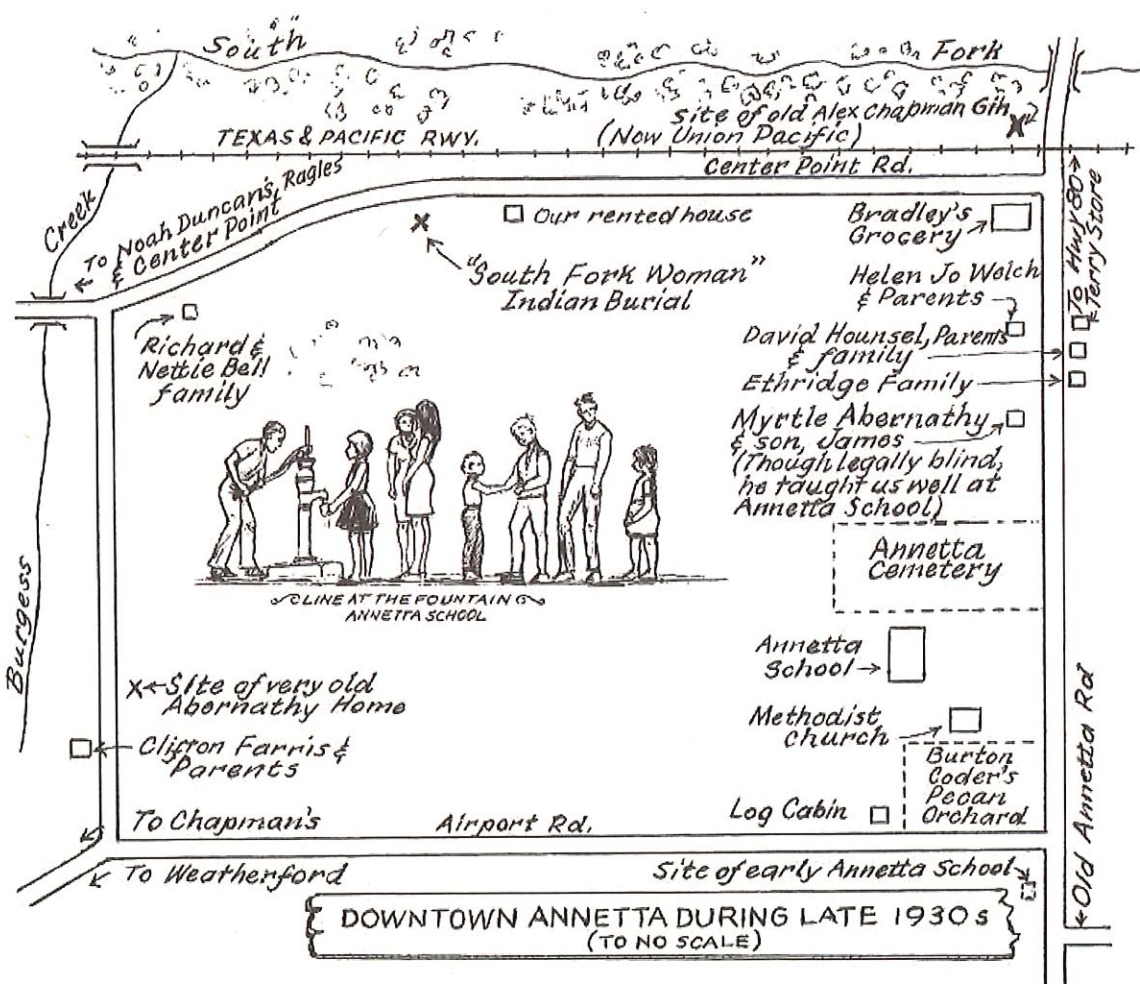 South Fork
site of old Alex Chapman Gin
(Now Union Pacific)
TEXAS & PACIFIC RWY.
Center Point Rd.
Creek
To Noah Duncan's, Ragles
& Center Point
Our rented house
Bradley's
Grocery
"South Fork Woman"
Indian Burial
Helen Jo Welch
& Parents
To Hwy 80
Terry Store
Richard &
Nettie Bell
family
David Hounsel, Parents
& family
Ethridge Family
Myrtle Abernathy
& son, James
(Though legally blind,
he taught us well at
Annetta School)
Annetta
Cemetery
LINE AT THE FOUNTAIN
ANNETTA SCHOOL
Burgess
Annetta
School
Site of very old
Abernathy Home
Methodist
church
Clifton Farris &
Parents
Burton
Coder's
Pecan
Orchard
Old Annetta Rd
To Chapman's
Airport Rd.
Log Cabin
To Weatherford
Site of early Annetta School
DOWNTOWN ANNETTA DURING LATE 1930s
(TO NO SCALE)